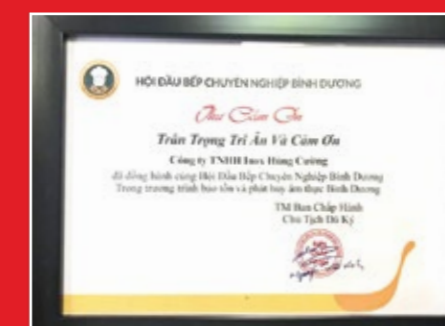 HỘI ĐẦU BẾP CHUYÊN NGHIỆP BÌNH DƯƠNG
Thư Cảm Ơn
Trân Trọng Tri Ân Và Cảm Ơn
Công ty TNHH Inox Hùng Cường
đã đồng hành cùng Hội Đầu Bếp Chuyên Nghiệp Bình Dương
Trong trương trình bảo tồn và phát huy ẩm thực Bình Dương
TM Ban Chấp Hành
Chủ Tịch Đã Ký